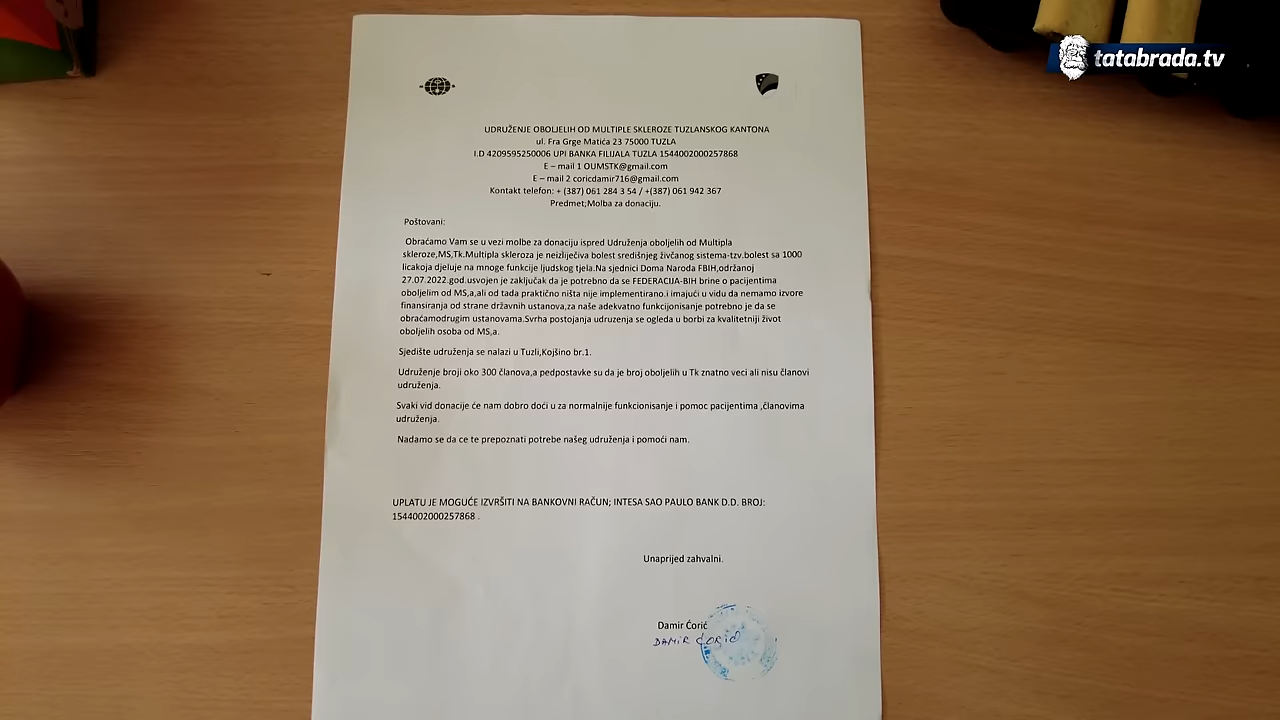 tatabrada.tv
UDRUŽENJE OBOLJELIH OD MULTIPLE SKLEROZE TUZLANSKOG KANTONA
ul. Fra Grge Matića 23 75000 TUZLA
I.D 4209595250006 UPI BANKA FILIJALA TUZLA 1544002000257868
E – mail 1 OUMSTK@gmail.com
E – mail 2 coricdamir716@gmail.com
Kontakt telefon: + (387) 061 284 3 54 / +(387) 061 942 367
Predmet;Molba za donaciju.
Poštovani:
Obraćamo Vam se u vezi molbe za donaciju ispred Udruženja oboljelih od Multipla
skleroze,MS,Tk.Multipla skleroza je neizlječiva bolest središnjeg živčanog sistema-tzv.bolest sa 1000
licakoja djeluje na mnoge funkcije ljudskog tjela.Na sjednici Doma Naroda FBIH,održanoj
27.07.2022.god.usvojen je zaključak da je potrebno da se FEDERACIJA-BIH brine o pacijentima
oboljelim od MS,a,ali od tada praktično ništa nije implementirano.i imajući u vidu da nemamo izvore
finansiranja od strane državnih ustanova,za naše adekvatno funkcijonisanje potrebno je da se
obraćamodrugim ustanovama.Svrha postojanja udruzenja se ogleda u borbi za kvalitetniji život
oboljelih osoba od MS,a.
Sjedište udruženja se nalazi u Tuzli,Kojšino br.1.
Udruženje broji oko 300 članova,a pedpostavke su da je broj oboljelih u Tk znatno veci ali nisu članovi
udruženja.
Svaki vid donacije će nam dobro doći u za normalnije funkcionisanje i pomoc pacijentima ,članovima
udruženja.
Nadamo se da ce te prepoznati potrebe našeg udruženja i pomoći nam.
UPLATU JE MOGUĆE IZVRŠITI NA BANKOVNI RAČUN; INTESA SAO PAULO BANK D.D. BROJ:
1544002000257868 .
Unaprijed zahvalni.
Damir Ćorić
DAMIR ĆORIĆ